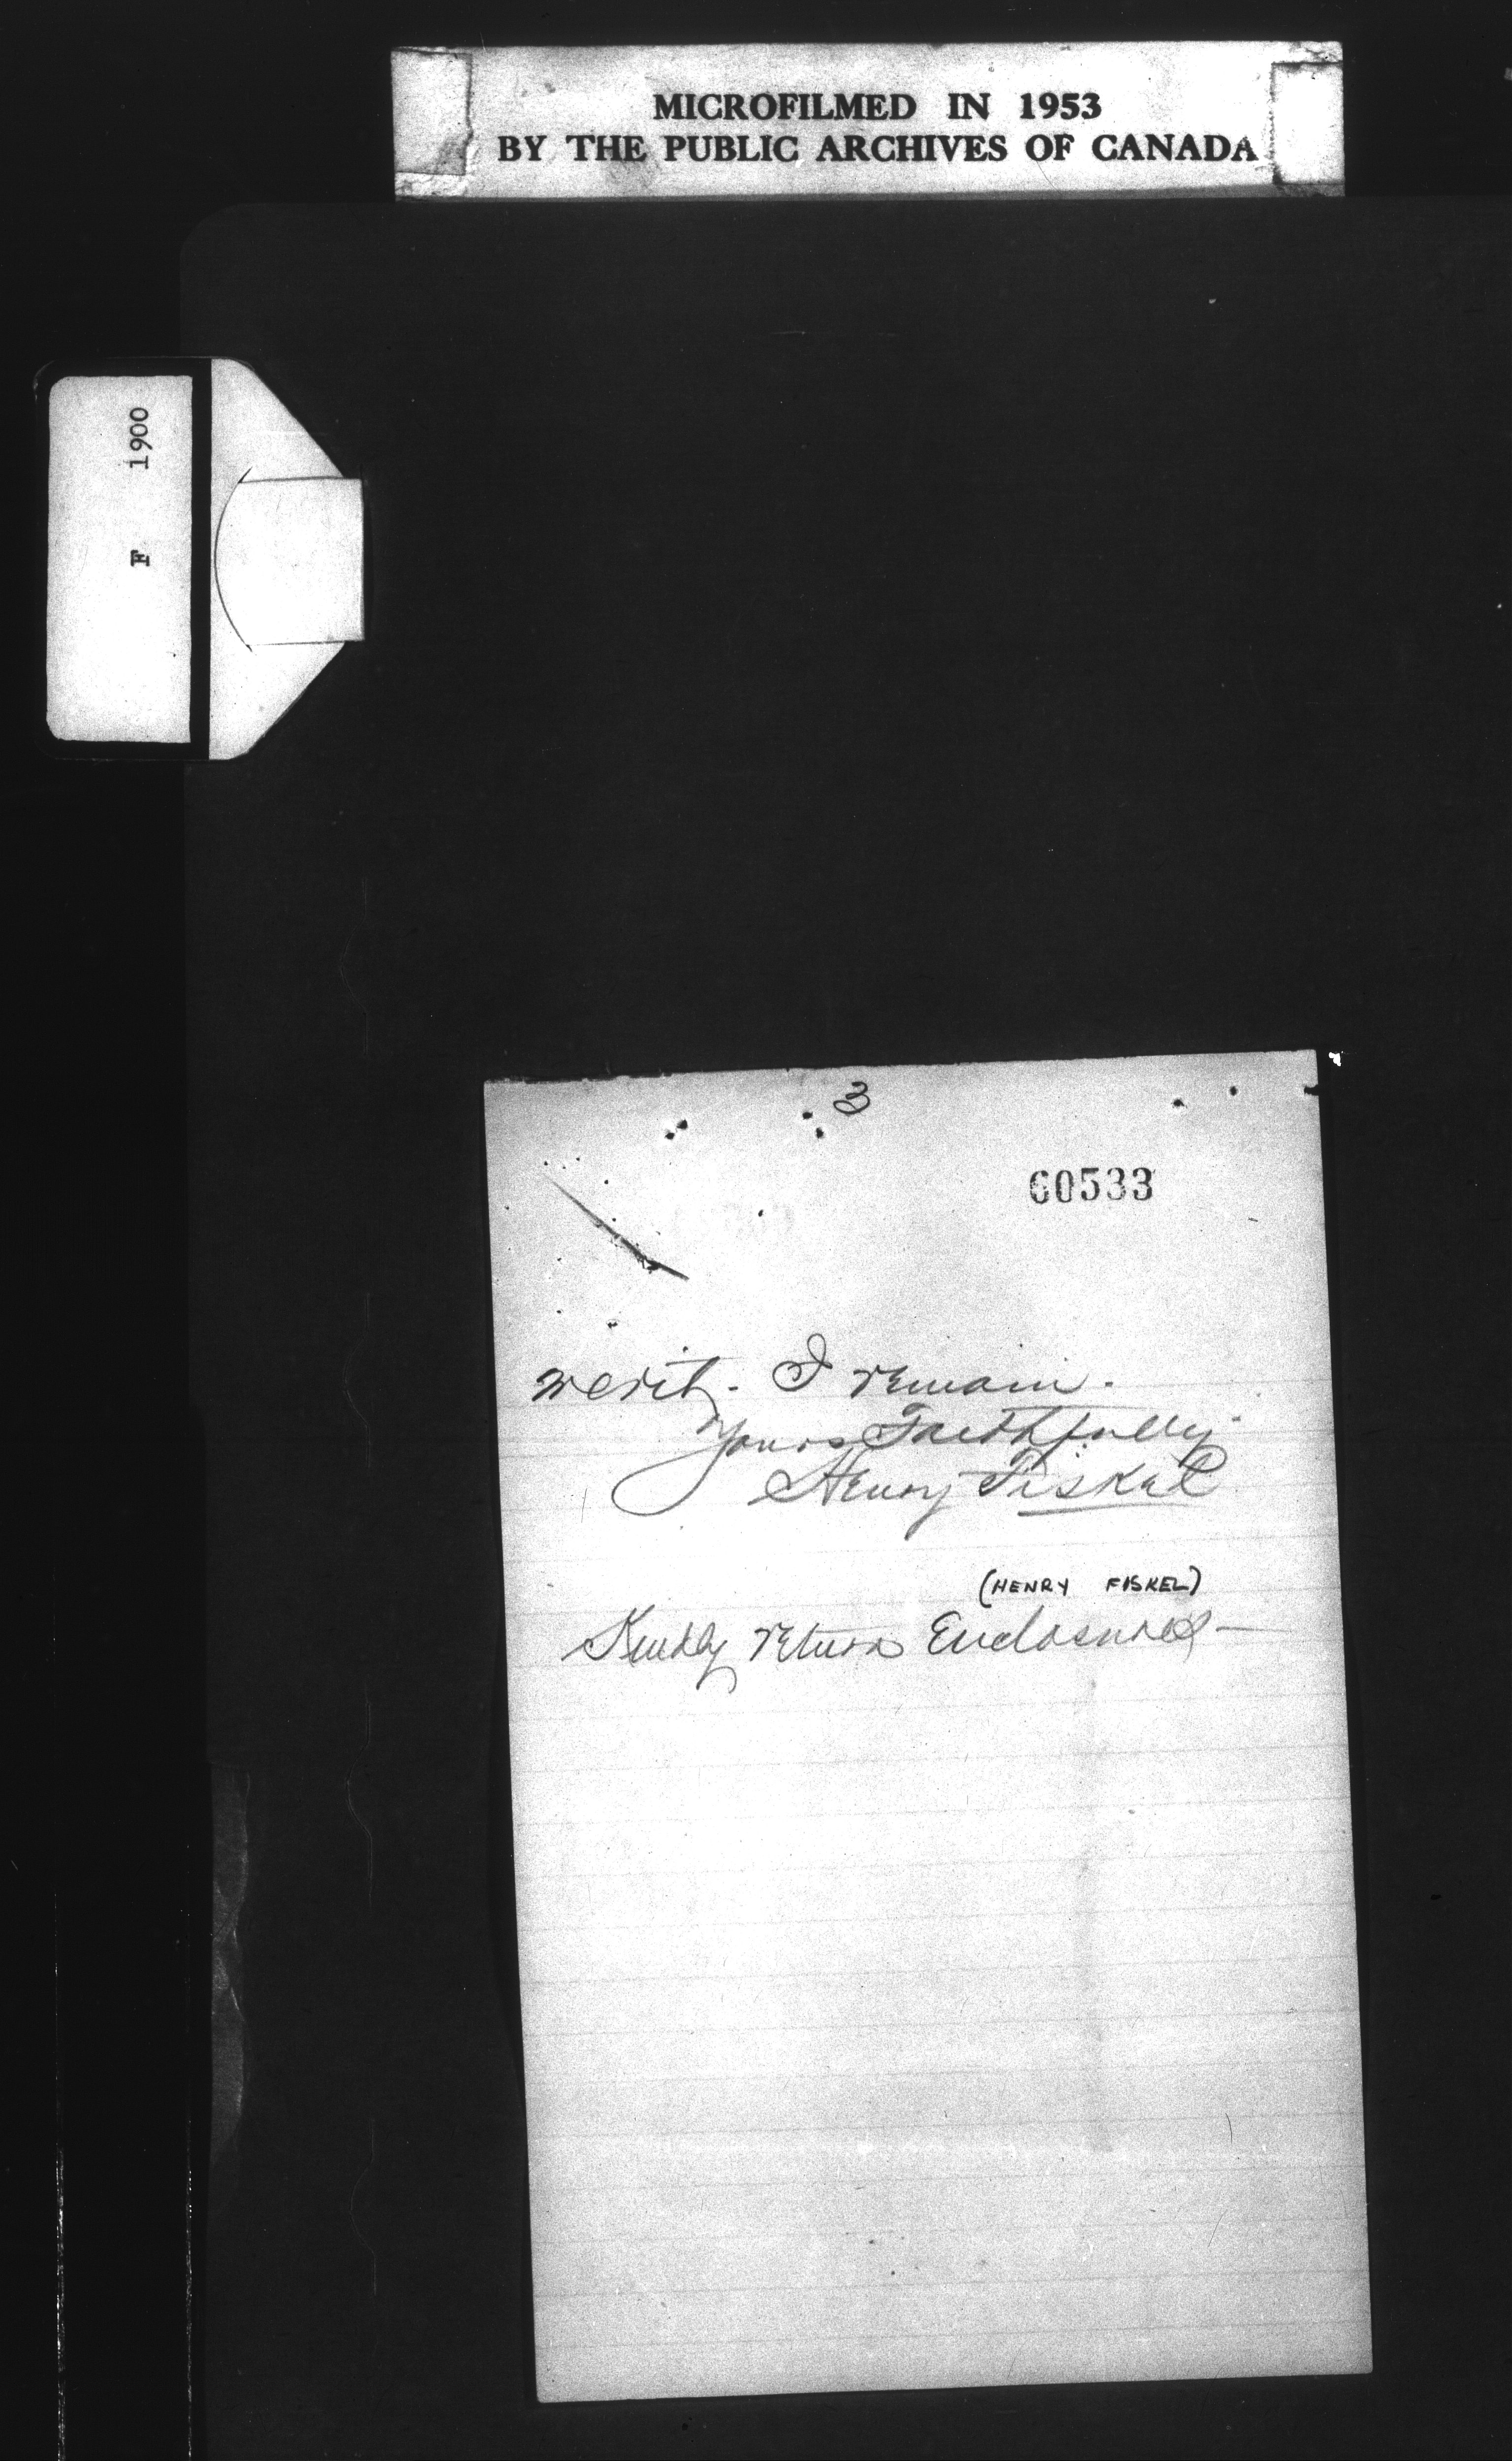 MICROFILMED IN 1953
BY THE PUBLIC ARCHIVES OF CANADA
F 1900
3
60533
merit. I remain.
Yours Faithfully
Henry Fiskel
(HENRY FISKEL)
Kindly return Enclosures -